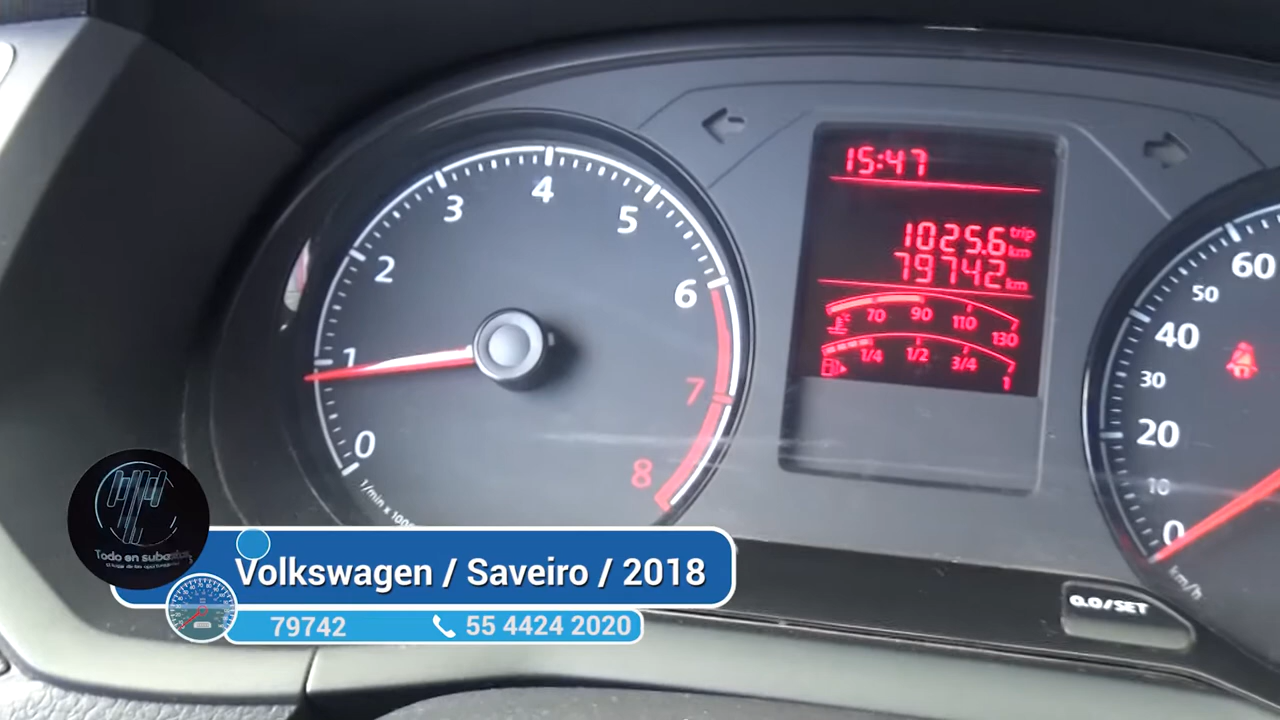 15:47
1025.6 trip km
79742 km
70 90 110 130
1/4 1/2 3/4 1
0 1 2 3 4 5 6 7 8
1/min x 100
0 10 20 30 40 50 60
km/h
0.0/SET
Todo en subastas
Volkswagen / Saveiro / 2018
79742
55 4424 2020